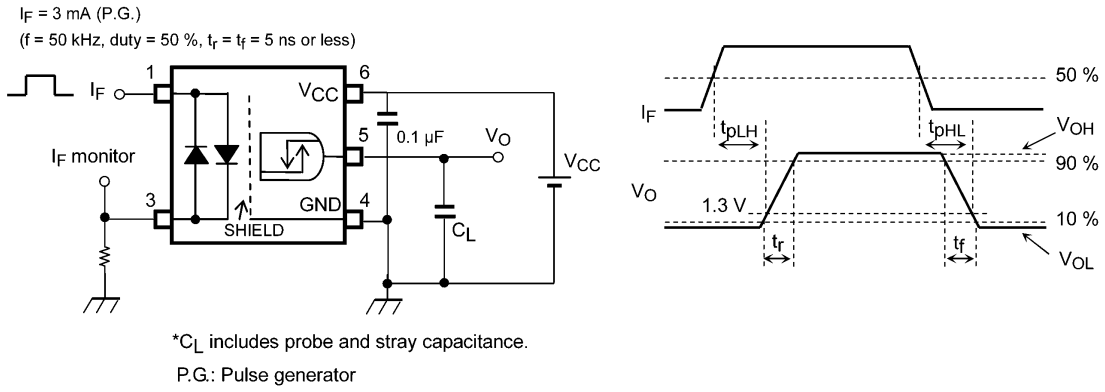 IF = 3 mA (P.G.)
(f = 50 kHz, duty = 50 %, tr = tf = 5 ns or less)
1
IF
6
VCC
0.1 µF
5
VO
VCC
IF monitor
3
GND
4
SHIELD
CL
*CL includes probe and stray capacitance.
P.G.: Pulse generator
50 %
IF
tpLH
tpHL
VOH
90 %
VO
1.3 V
10 %
tr
tf
VOL